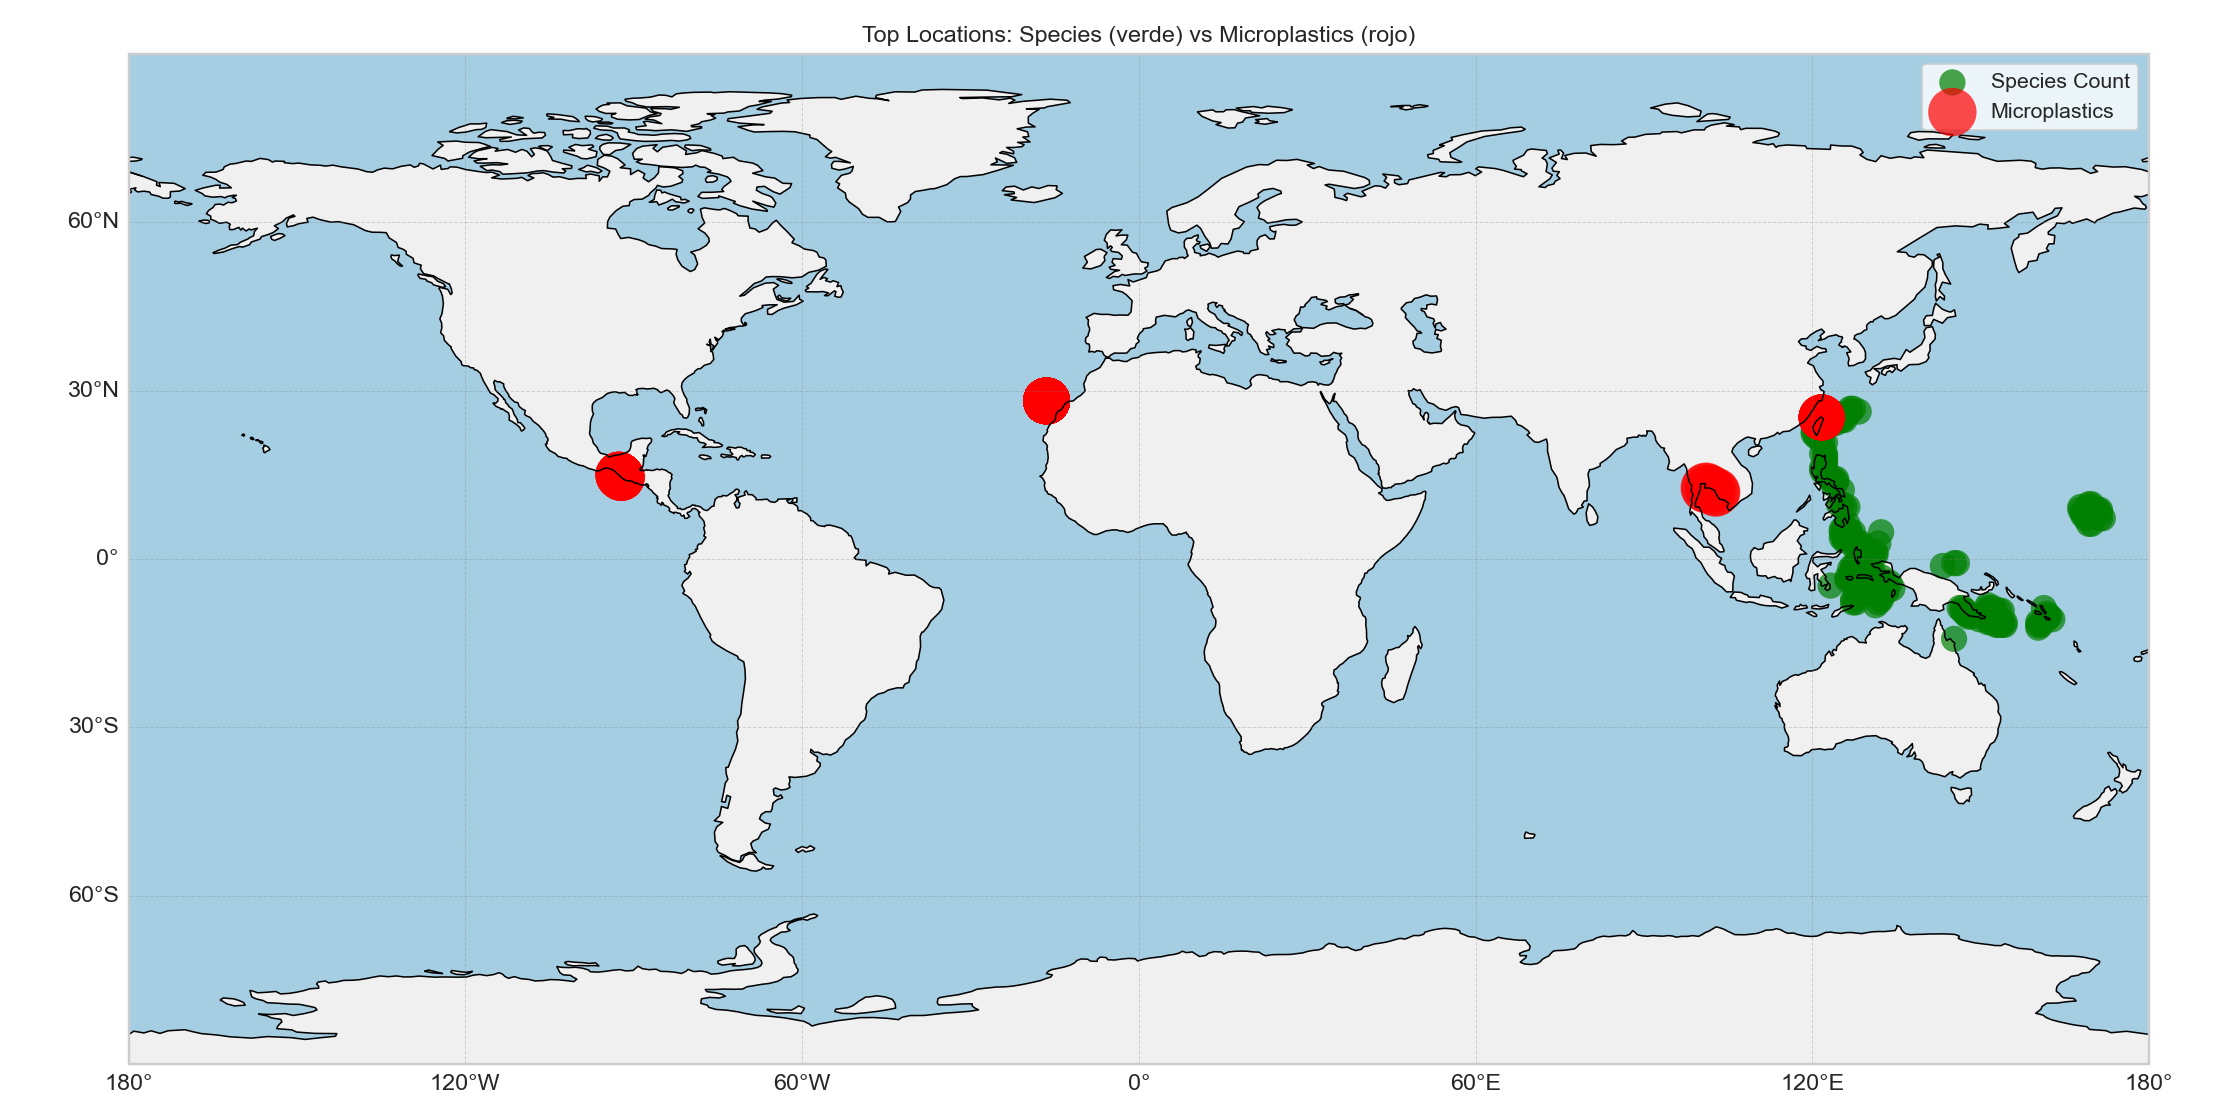 Top Locations: Species (verde) vs Microplastics (rojo)
Species Count
Microplastics
60°N
30°N
0°
30°S
60°S
180°
120°W
60°W
0°
60°E
120°E
180°